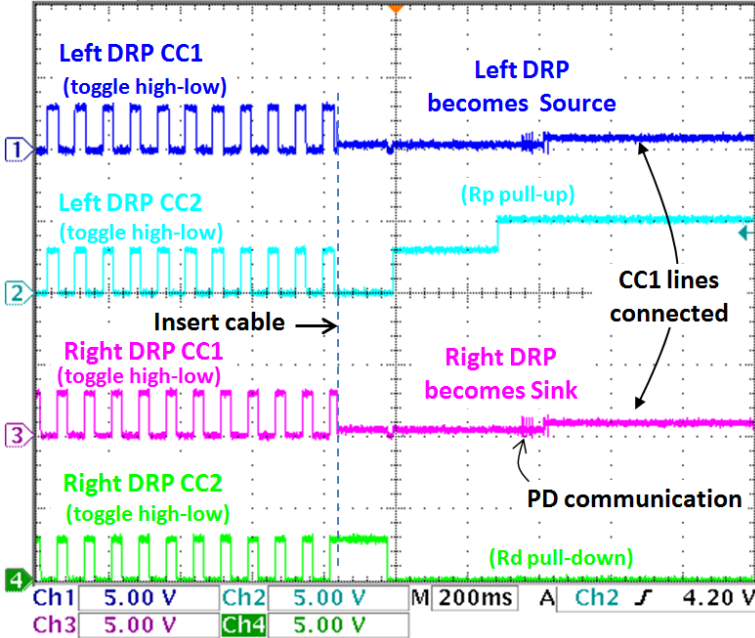 Left DRP CC1
(toggle high-low)
Left DRP
becomes Source
1
Left DRP CC2
(toggle high-low)
(Rp pull-up)
2
CC1 lines
connected
Insert cable
Right DRP CC1
(toggle high-low)
Right DRP
becomes Sink
3
Right DRP CC2
(toggle high-low)
PD communication
(Rd pull-down)
4
Ch1 5.00 V Ch2 5.00 V M 200ms A Ch2 4.20 V
Ch3 5.00 V Ch4 5.00 V